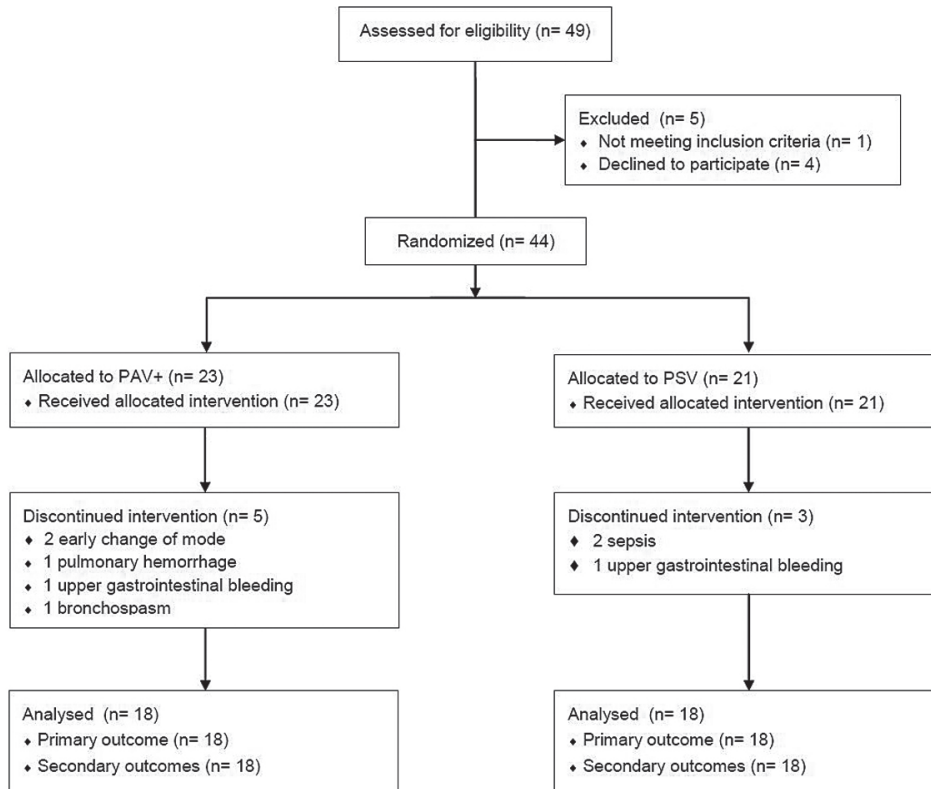 Assessed for eligibility (n= 49)
Excluded (n= 5)
⬧ Not meeting inclusion criteria (n= 1)
⬧ Declined to participate (n= 4)
Randomized (n= 44)
Allocated to PAV+ (n= 23)
⬧ Received allocated intervention (n= 23)
Allocated to PSV (n= 21)
⬧ Received allocated intervention (n= 21)
Discontinued intervention (n= 5)
⬧ 2 early change of mode
⬧ 1 pulmonary hemorrhage
⬧ 1 upper gastrointestinal bleeding
⬧ 1 bronchospasm
Discontinued intervention (n= 3)
⬧ 2 sepsis
⬧ 1 upper gastrointestinal bleeding
Analysed (n= 18)
⬧ Primary outcome (n= 18)
⬧ Secondary outcomes (n= 18)
Analysed (n= 18)
⬧ Primary outcome (n= 18)
⬧ Secondary outcomes (n= 18)